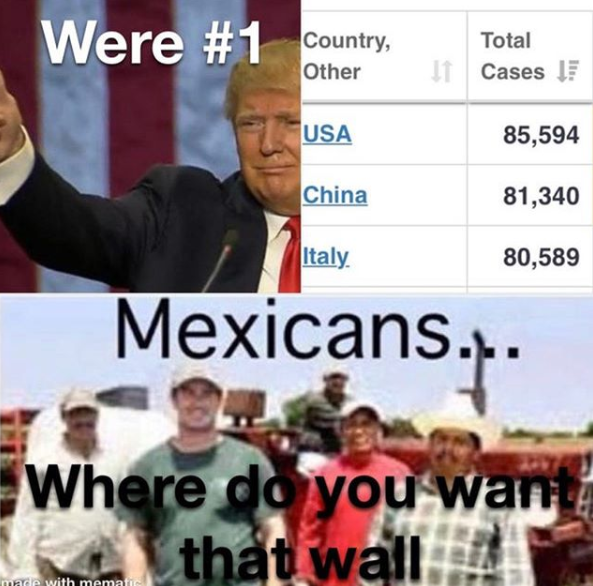 Were #1
Country, Other
Total Cases
USA 85,594
China 81,340
Italy 80,589
Mexicans...
Where do you want
that wall
made with mematic